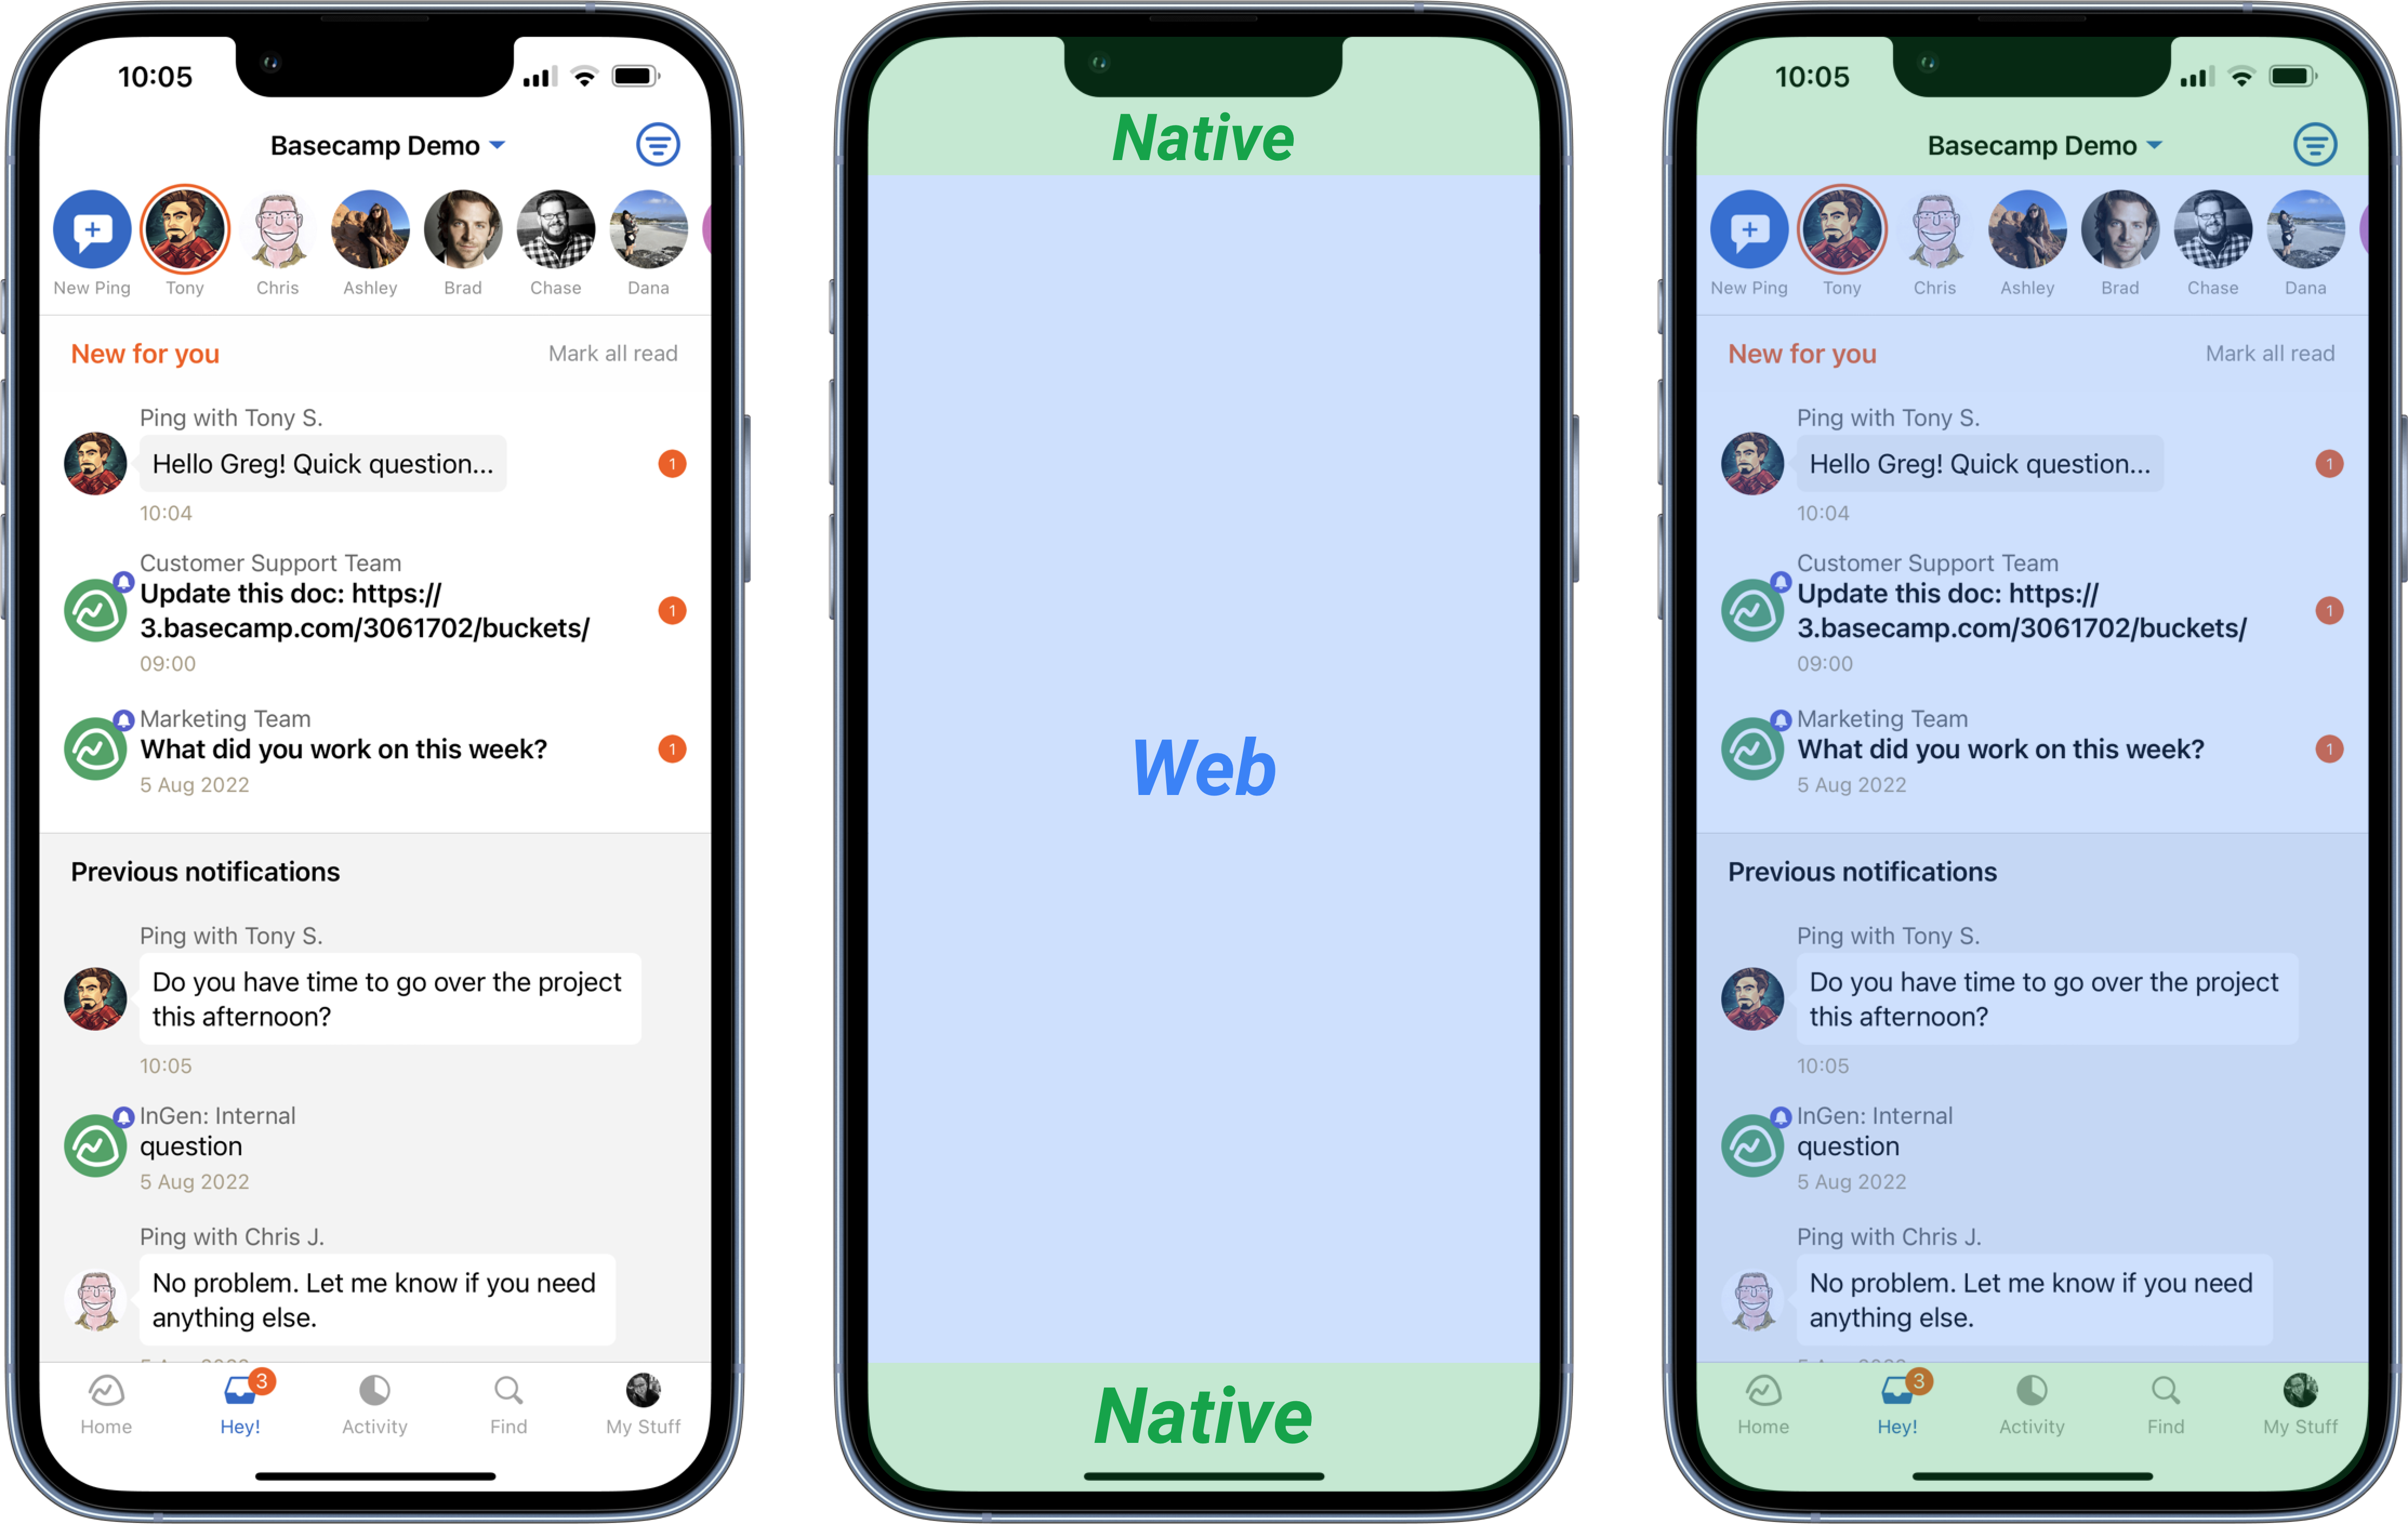 10:05
Basecamp Demo
New Ping
Tony
Chris
Ashley
Brad
Chase
Dana
New for you
Mark all read
Ping with Tony S.
Hello Greg! Quick question...
1
10:04
Customer Support Team
Update this doc: https://
3.basecamp.com/3061702/buckets/
1
09:00
Marketing Team
What did you work on this week?
1
5 Aug 2022
Previous notifications
Ping with Tony S.
Do you have time to go over the project
this afternoon?
10:05
InGen: Internal
question
5 Aug 2022
Ping with Chris J.
No problem. Let me know if you need
anything else.
3
Home
Hey!
Activity
Find
My Stuff
Native
Web
Native
10:05
Basecamp Demo
New Ping
Tony
Chris
Ashley
Brad
Chase
Dana
New for you
Mark all read
Ping with Tony S.
Hello Greg! Quick question...
1
10:04
Customer Support Team
Update this doc: https://
3.basecamp.com/3061702/buckets/
1
09:00
Marketing Team
What did you work on this week?
1
5 Aug 2022
Previous notifications
Ping with Tony S.
Do you have time to go over the project
this afternoon?
10:05
InGen: Internal
question
5 Aug 2022
Ping with Chris J.
No problem. Let me know if you need
anything else.
3
Home
Hey!
Activity
Find
My Stuff